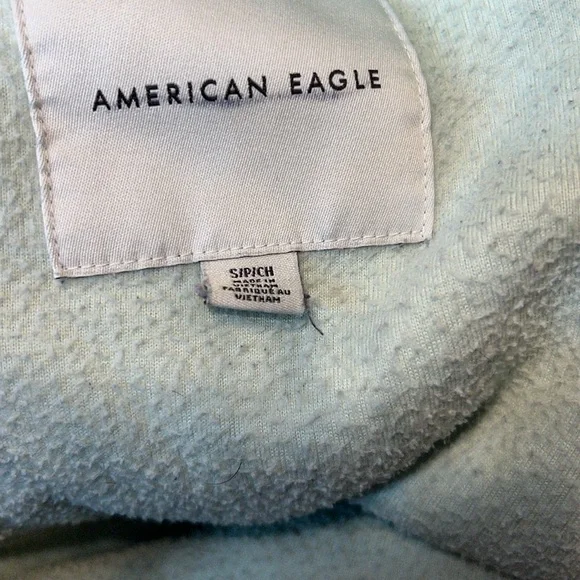 AMERICAN EAGLE
S/P/CH
MADE IN
VIETNAM
FABRIQUÉ AU
VIETNAM